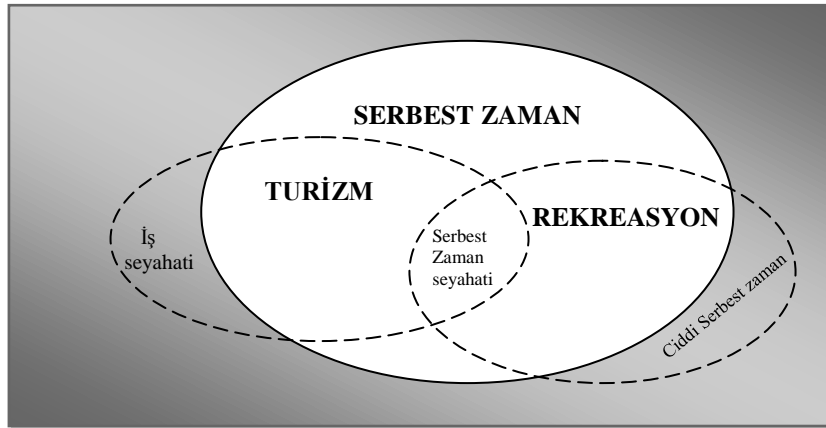 SERBEST ZAMAN
TURİZM
REKREASYON
İş
seyahati
Serbest
Zaman
seyahati
Ciddi Serbest zaman